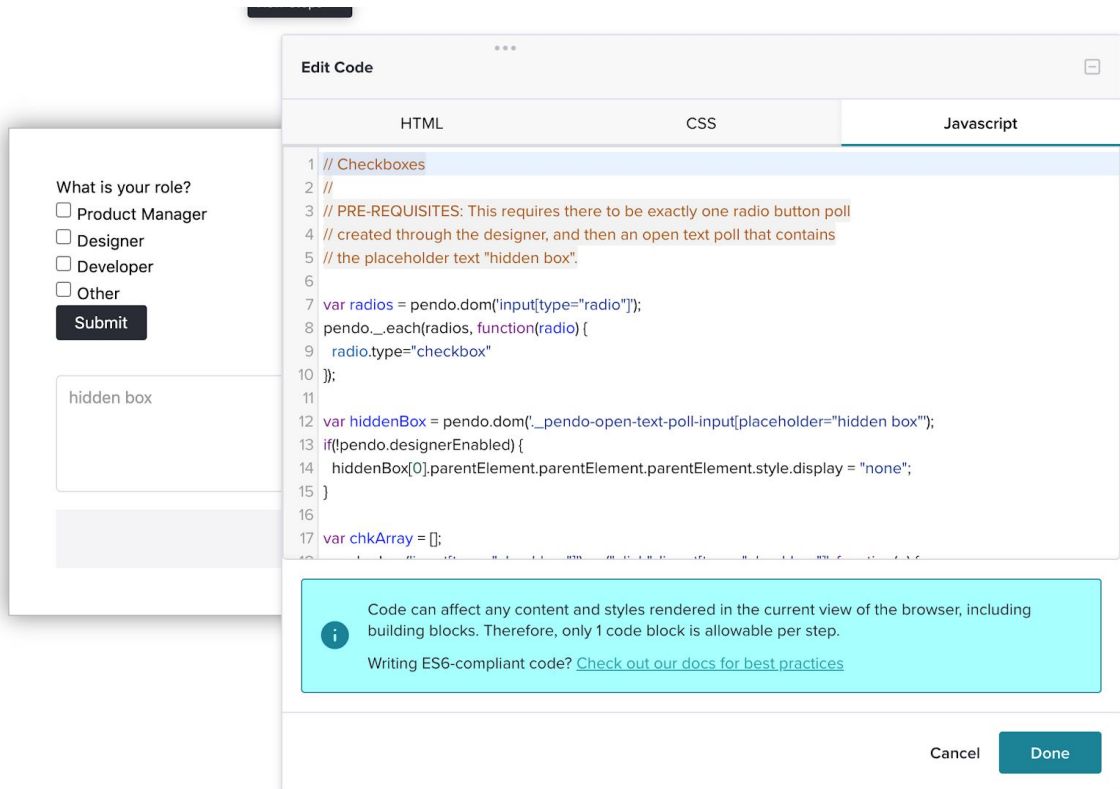 Edit Code
HTML
CSS
Javascript
What is your role?
Product Manager
Designer
Developer
Other
Submit
hidden box
1 // Checkboxes
2 //
3 // PRE-REQUISITES: This requires there to be exactly one radio button poll
4 // created through the designer, and then an open text poll that contains
5 // the placeholder text "hidden box".
6
7 var radios = pendo.dom('input[type="radio"]');
8 pendo._.each(radios, function(radio) {
9 radio.type="checkbox"
10 });
11
12 var hiddenBox = pendo.dom('._pendo-open-text-poll-input[placeholder="hidden box"');
13 if(!pendo.designerEnabled) {
14 hiddenBox[0].parentElement.parentElement.parentElement.style.display = "none";
15 }
16
17 var chkArray = [];
Code can affect any content and styles rendered in the current view of the browser, including
building blocks. Therefore, only 1 code block is allowable per step.
Writing ES6-compliant code? Check out our docs for best practices
Cancel
Done